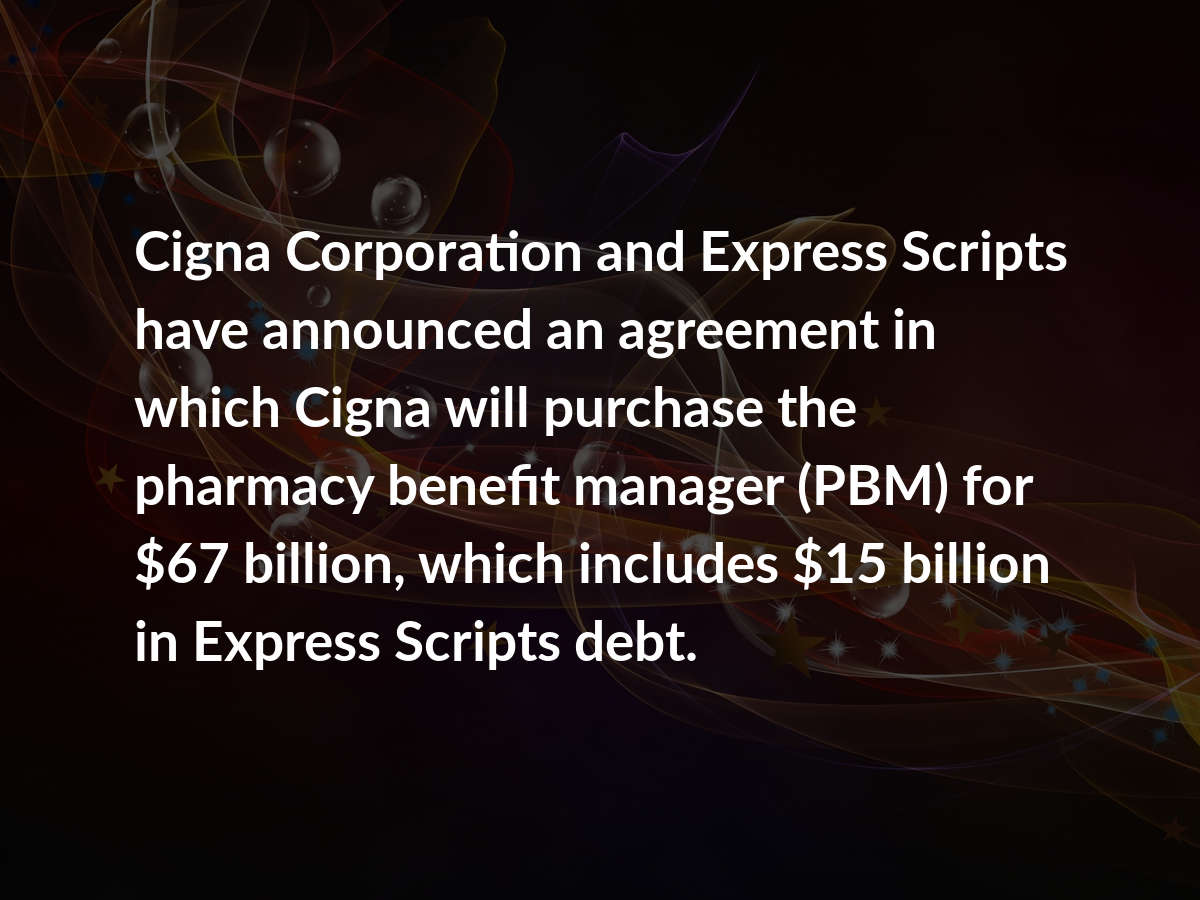 Cigna Corporation and Express Scripts
have announced an agreement in
which Cigna will purchase the
pharmacy benefit manager (PBM) for
$67 billion, which includes $15 billion
in Express Scripts debt.